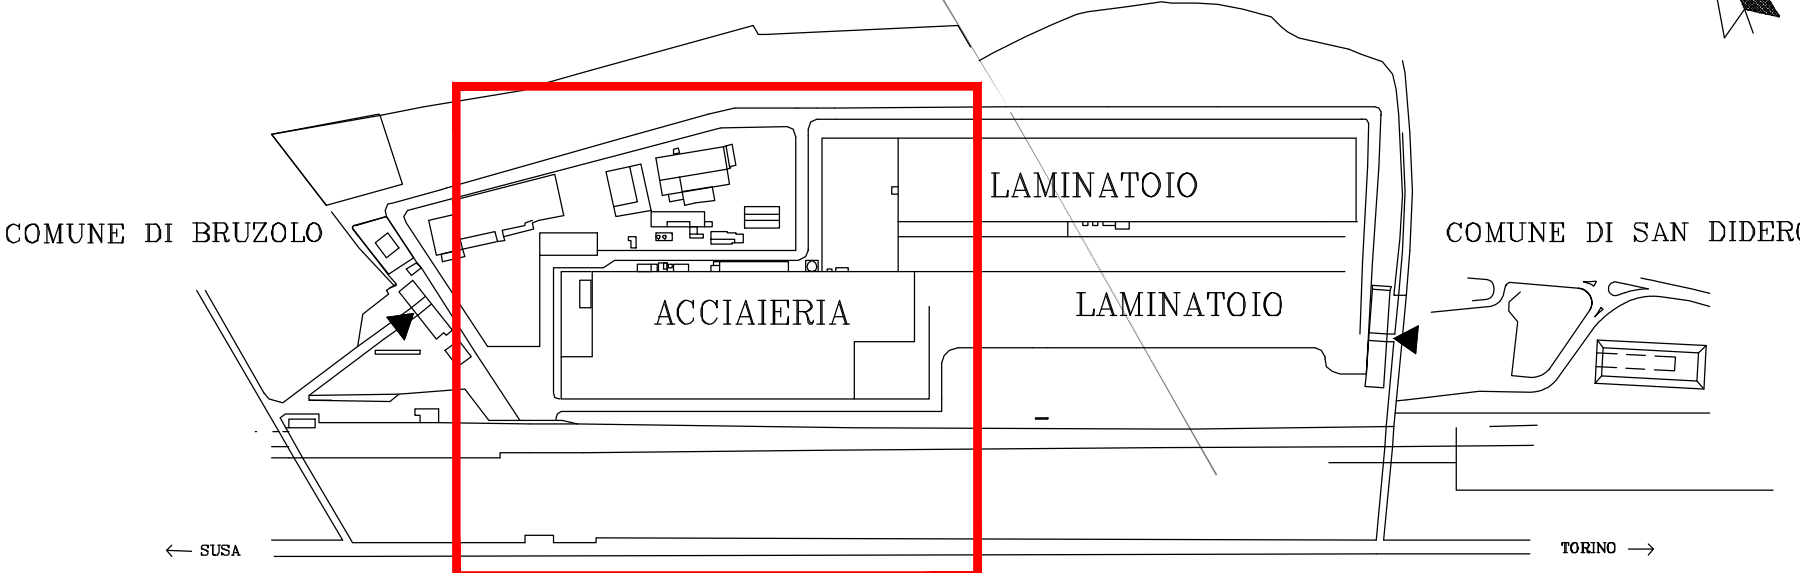 LAMINATOIO
COMUNE DI BRUZOLO
COMUNE DI SAN DIDERO
ACCIAIERIA
LAMINATOIO
SUSA
TORINO